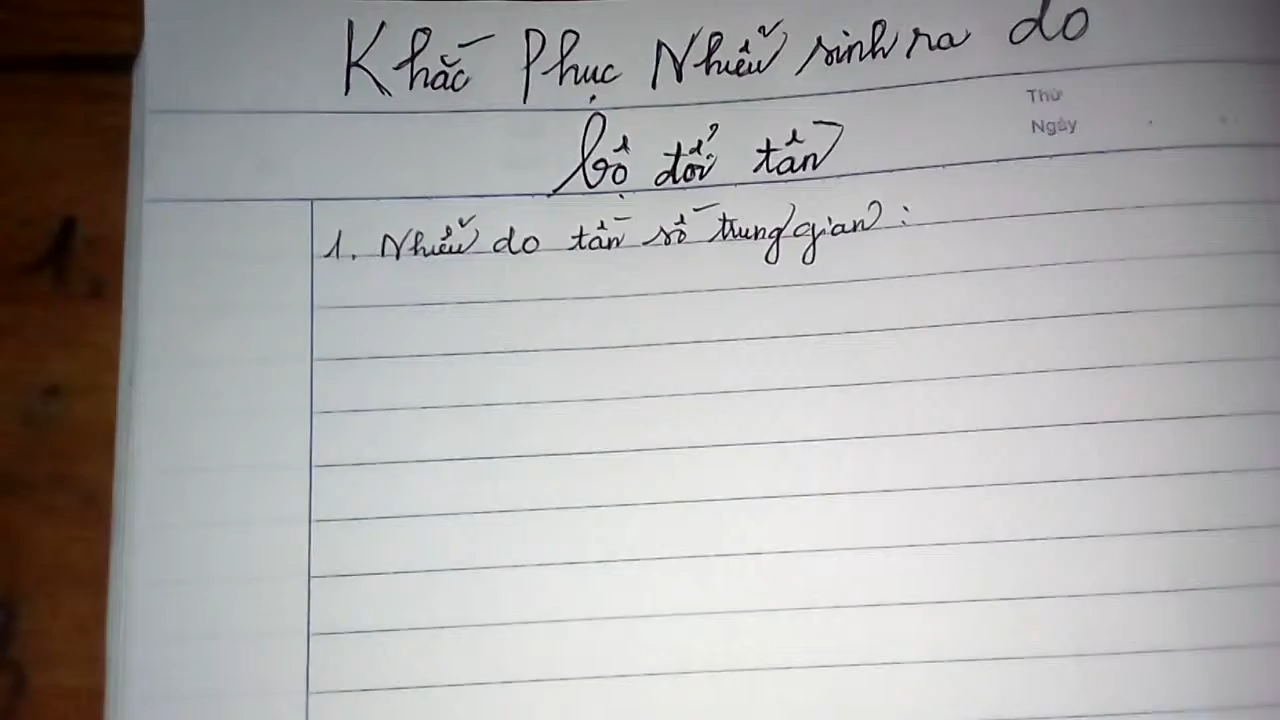 Khắc Phục Nhiễu sinh ra do
Thứ
Ngày
bộ đổi tần
1. Nhiễu do tần số trung gian :